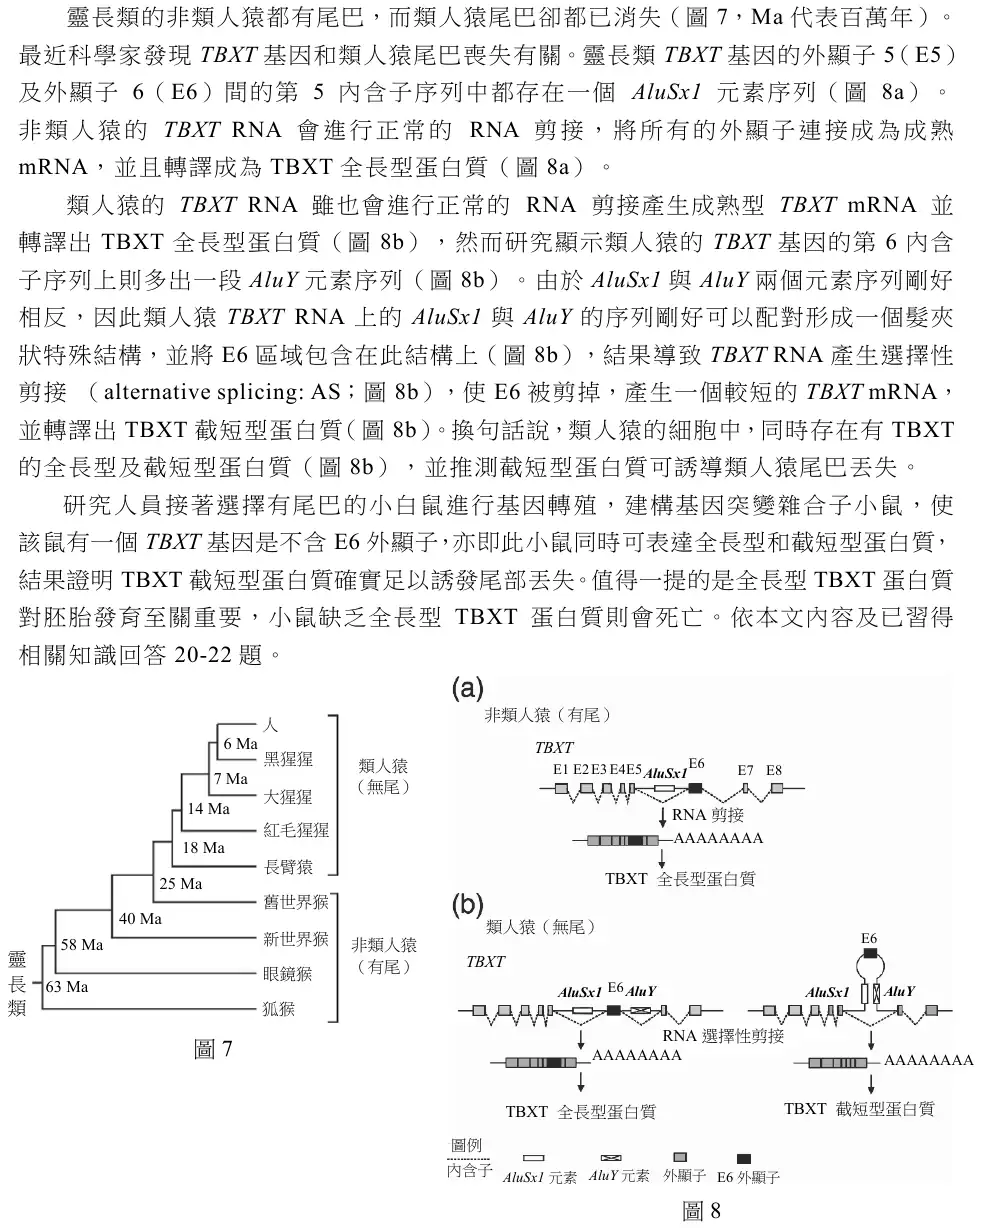 靈長類的非類人猿都有尾巴，而類人猿尾巴卻都已消失（圖 7，Ma 代表百萬年）。
最近科學家發現 TBXT 基因和類人猿尾巴喪失有關。靈長類 TBXT 基因的外顯子 5（E5）
及外顯子 6（E6）間的第 5 內含子序列中都存在一個 AluSx1 元素序列（圖 8a）。
非類人猿的 TBXT RNA 會進行正常的 RNA 剪接，將所有的外顯子連接成為成熟
mRNA，並且轉譯成為 TBXT 全長型蛋白質（圖 8a）。
類人猿的 TBXT RNA 雖也會進行正常的 RNA 剪接產生成熟型 TBXT mRNA 並
轉譯出 TBXT 全長型蛋白質（圖 8b），然而研究顯示類人猿的 TBXT 基因的第 6 內含
子序列上則多出一段 AluY 元素序列（圖 8b）。由於 AluSx1 與 AluY 兩個元素序列剛好
相反，因此類人猿 TBXT RNA 上的 AluSx1 與 AluY 的序列剛好可以配對形成一個髮夾
狀特殊結構，並將 E6 區域包含在此結構上（圖 8b），結果導致 TBXT RNA 產生選擇性
剪接 （alternative splicing: AS；圖 8b），使 E6 被剪掉，產生一個較短的 TBXT mRNA，
並轉譯出 TBXT 截短型蛋白質（圖 8b）。換句話說，類人猿的細胞中，同時存在有 TBXT
的全長型及截短型蛋白質（圖 8b），並推測截短型蛋白質可誘導類人猿尾巴丟失。
研究人員接著選擇有尾巴的小白鼠進行基因轉殖，建構基因突變雜合子小鼠，使
該鼠有一個 TBXT 基因是不含 E6 外顯子，亦即此小鼠同時可表達全長型和截短型蛋白質，
結果證明 TBXT 截短型蛋白質確實足以誘發尾部丟失。值得一提的是全長型 TBXT 蛋白質
對胚胎發育至關重要，小鼠缺乏全長型 TBXT 蛋白質則會死亡。依本文內容及已習得
相關知識回答 20-22 題。
人
6 Ma
黑猩猩
7 Ma
大猩猩
14 Ma
紅毛猩猩
18 Ma
長臂猿
25 Ma
舊世界猴
40 Ma
新世界猴
58 Ma
眼鏡猴
63 Ma
狐猴
靈長類
類人猿
（無尾）
非類人猿
（有尾）
圖 7
(a)
非類人猿（有尾）
TBXT
E1 E2 E3 E4 E5 AluSx1 E6 E7 E8
RNA 剪接
AAAAAAAA
TBXT 全長型蛋白質
(b)
類人猿（無尾）
TBXT
AluSx1 E6 AluY
E6
AluSx1 AluY
RNA 選擇性剪接
AAAAAAAA
AAAAAAAA
TBXT 全長型蛋白質
TBXT 截短型蛋白質
圖例
內含子 AluSx1 元素 AluY 元素 外顯子 E6 外顯子
圖 8